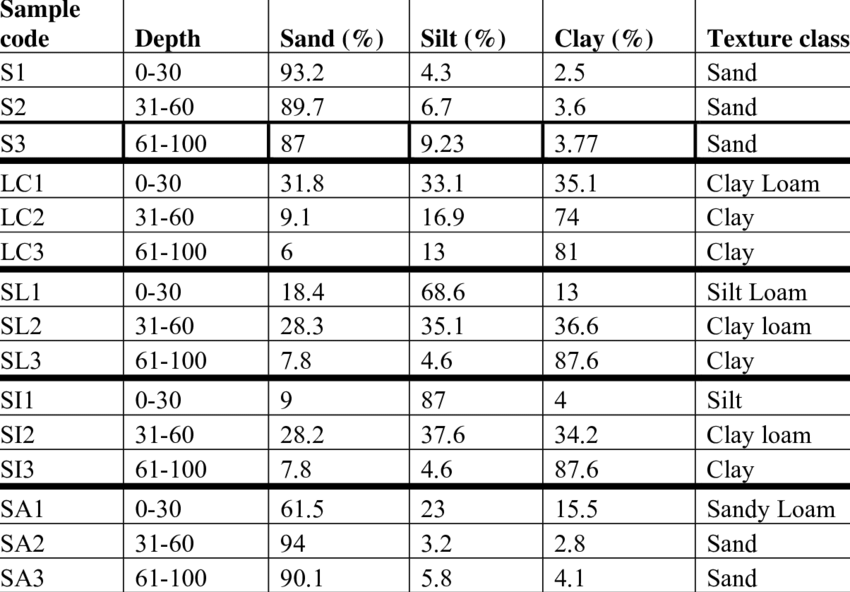 Sample code Depth Sand (%) Silt (%) Clay (%) Texture class
S1 0-30 93.2 4.3 2.5 Sand
S2 31-60 89.7 6.7 3.6 Sand
S3 61-100 87 9.23 3.77 Sand
LC1 0-30 31.8 33.1 35.1 Clay Loam
LC2 31-60 9.1 16.9 74 Clay
LC3 61-100 6 13 81 Clay
SL1 0-30 18.4 68.6 13 Silt Loam
SL2 31-60 28.3 35.1 36.6 Clay loam
SL3 61-100 7.8 4.6 87.6 Clay
SI1 0-30 9 87 4 Silt
SI2 31-60 28.2 37.6 34.2 Clay loam
SI3 61-100 7.8 4.6 87.6 Clay
SA1 0-30 61.5 23 15.5 Sandy Loam
SA2 31-60 94 3.2 2.8 Sand
SA3 61-100 90.1 5.8 4.1 Sand